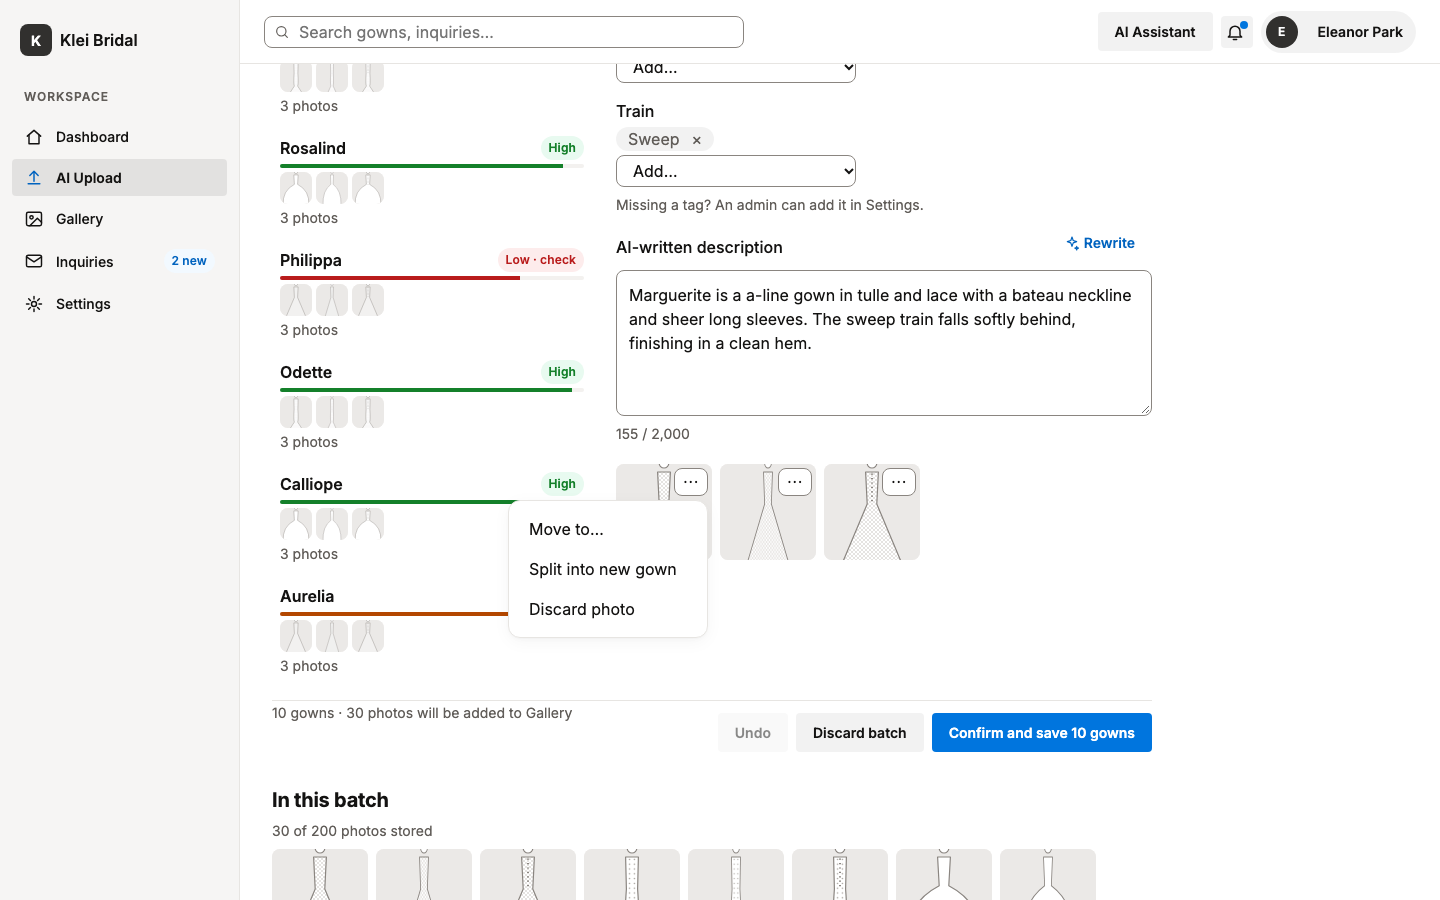 K Klei Bridal
WORKSPACE
Dashboard
AI Upload
Gallery
Inquiries 2 new
Settings
Search gowns, inquiries...
AI Assistant
E Eleanor Park
3 photos
Rosalind High
3 photos
Philippa Low · check
3 photos
Odette High
3 photos
Calliope High
3 photos
Aurelia
3 photos
Add...
Train
Sweep ×
Add...
Missing a tag? An admin can add it in Settings.
AI-written description Rewrite
Marguerite is a a-line gown in tulle and lace with a bateau neckline
and sheer long sleeves. The sweep train falls softly behind,
finishing in a clean hem.
155 / 2,000
Move to...
Split into new gown
Discard photo
10 gowns · 30 photos will be added to Gallery
Undo Discard batch Confirm and save 10 gowns
In this batch
30 of 200 photos stored